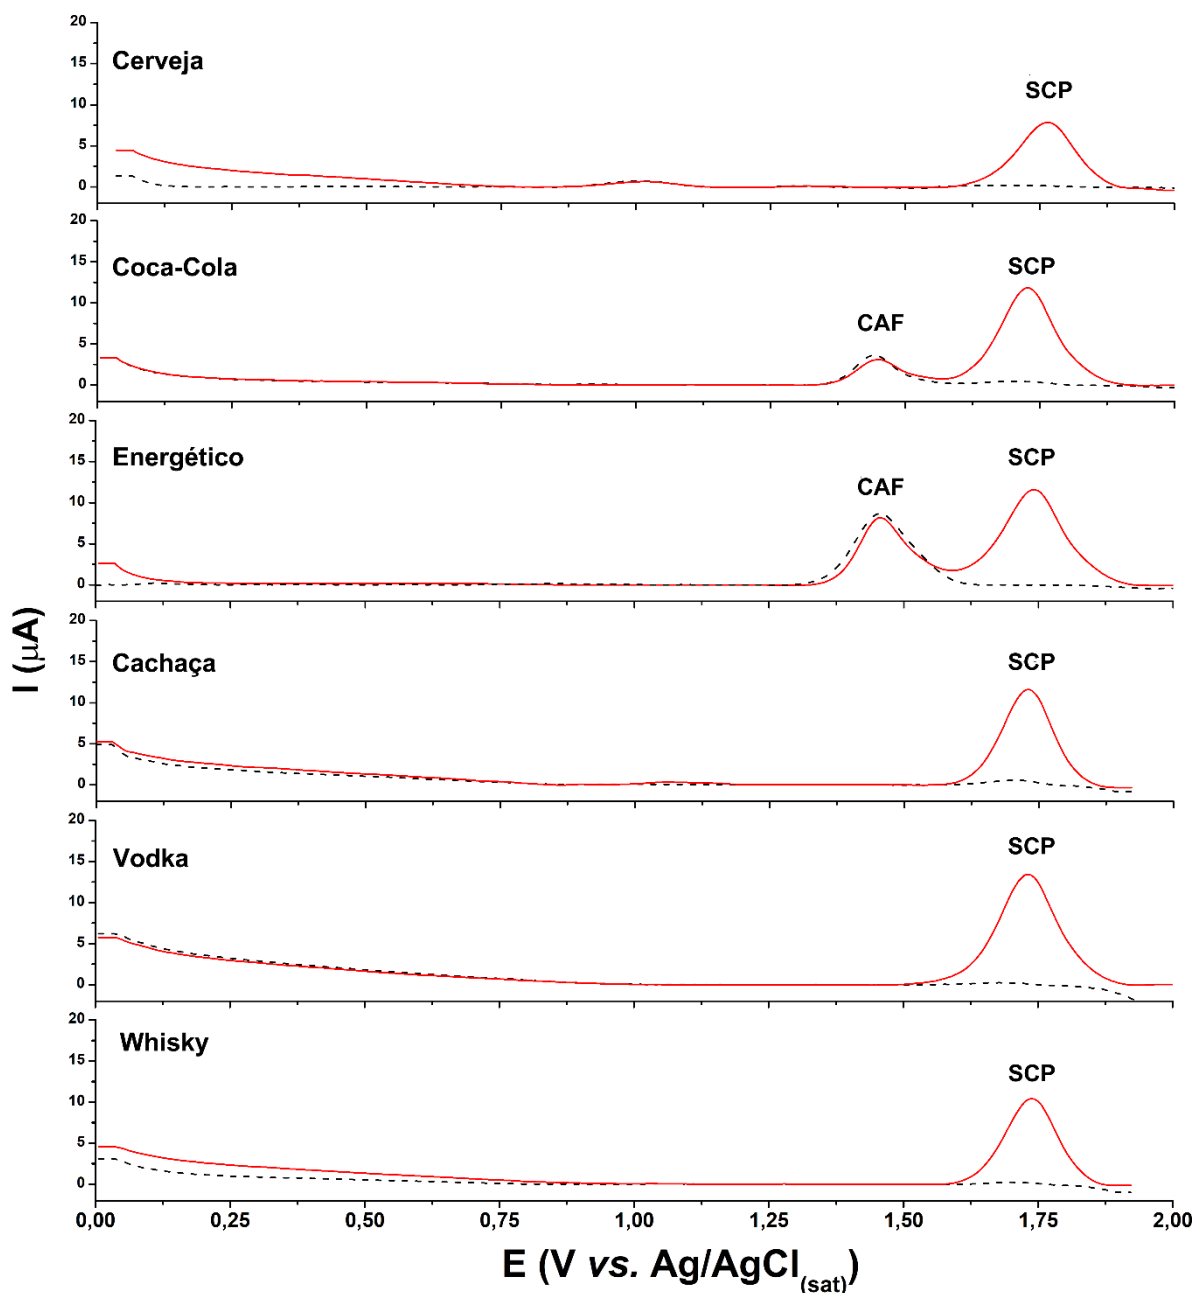 Cerveja
SCP
20
15
10
5
0
Coca-Cola
SCP
CAF
20
15
10
5
0
Energético
SCP
CAF
20
15
10
5
0
Cachaça
SCP
20
15
10
5
0
Vodka
SCP
20
15
10
5
0
Whisky
SCP
20
15
10
5
0
I (μA)
0,00 0,25 0,50 0,75 1,00 1,25 1,50 1,75 2,00
E (V vs. Ag/AgCl(sat))